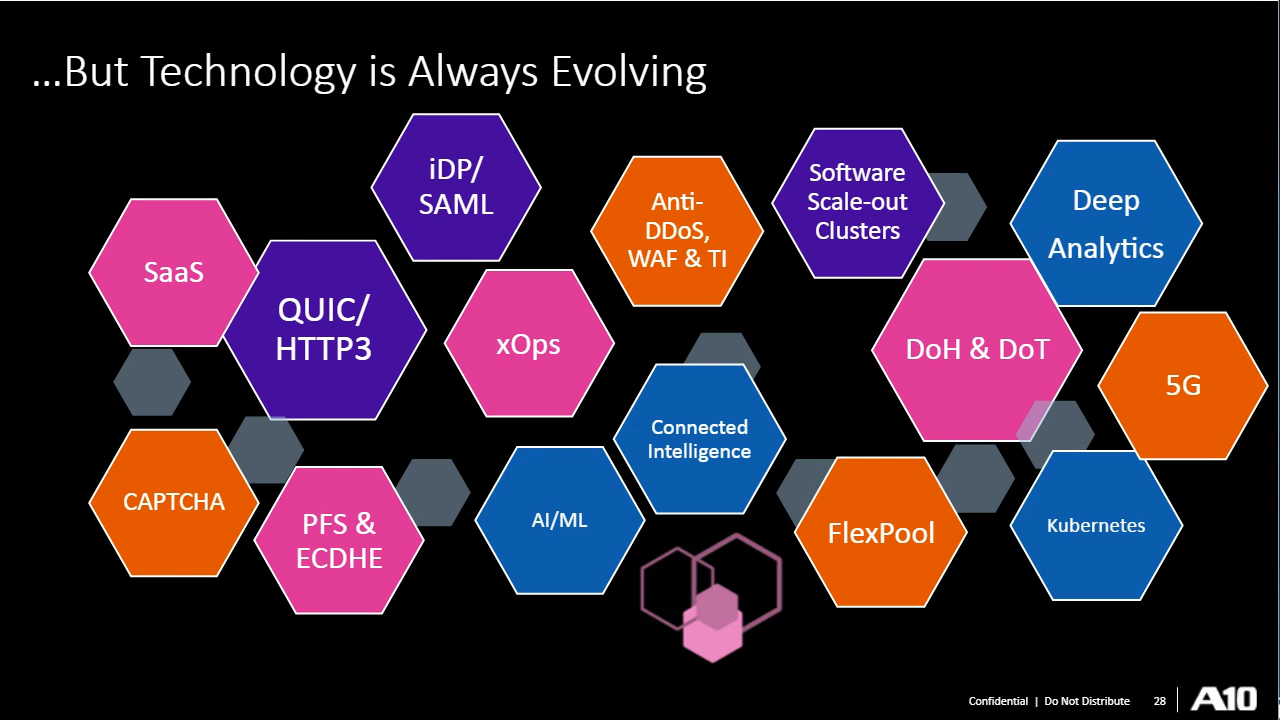 …But Technology is Always Evolving
iDP/
SAML
Anti-
DDoS,
WAF & TI
Software
Scale-out
Clusters
Deep
Analytics
SaaS
QUIC/
HTTP3
xOps
DoH & DoT
5G
Connected
Intelligence
CAPTCHA
PFS &
ECDHE
AI/ML
FlexPool
Kubernetes
Confidential | Do Not Distribute 28
A10